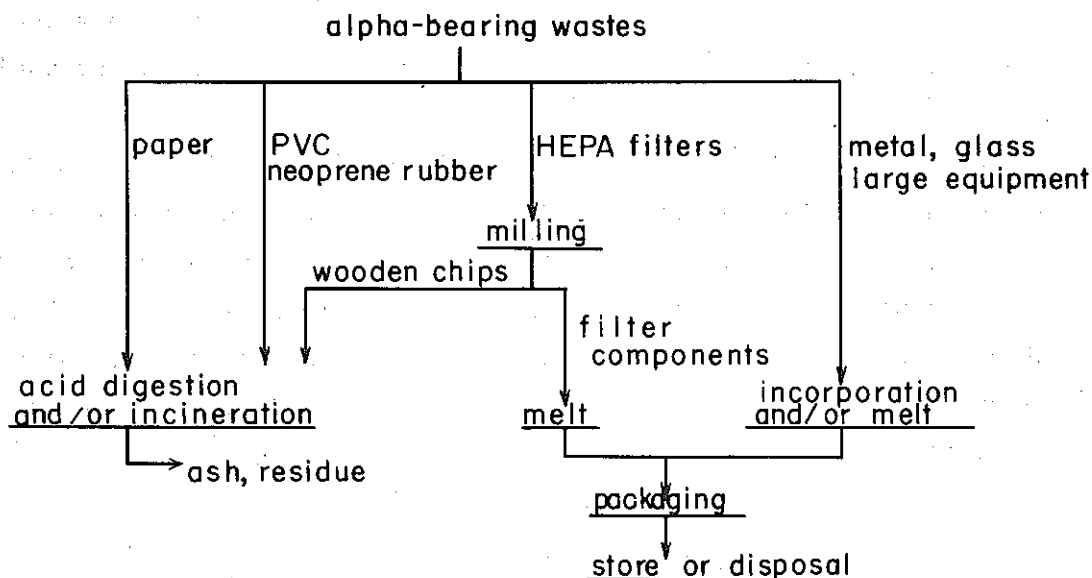 alpha-bearing wastes
paper
PVC
neoprene rubber
HEPA filters
metal, glass
large equipment
milling
wooden chips
filter
components
acid digestion
and/or incineration
melt
incorporation
and/or melt
ash, residue
packaging
store or disposal